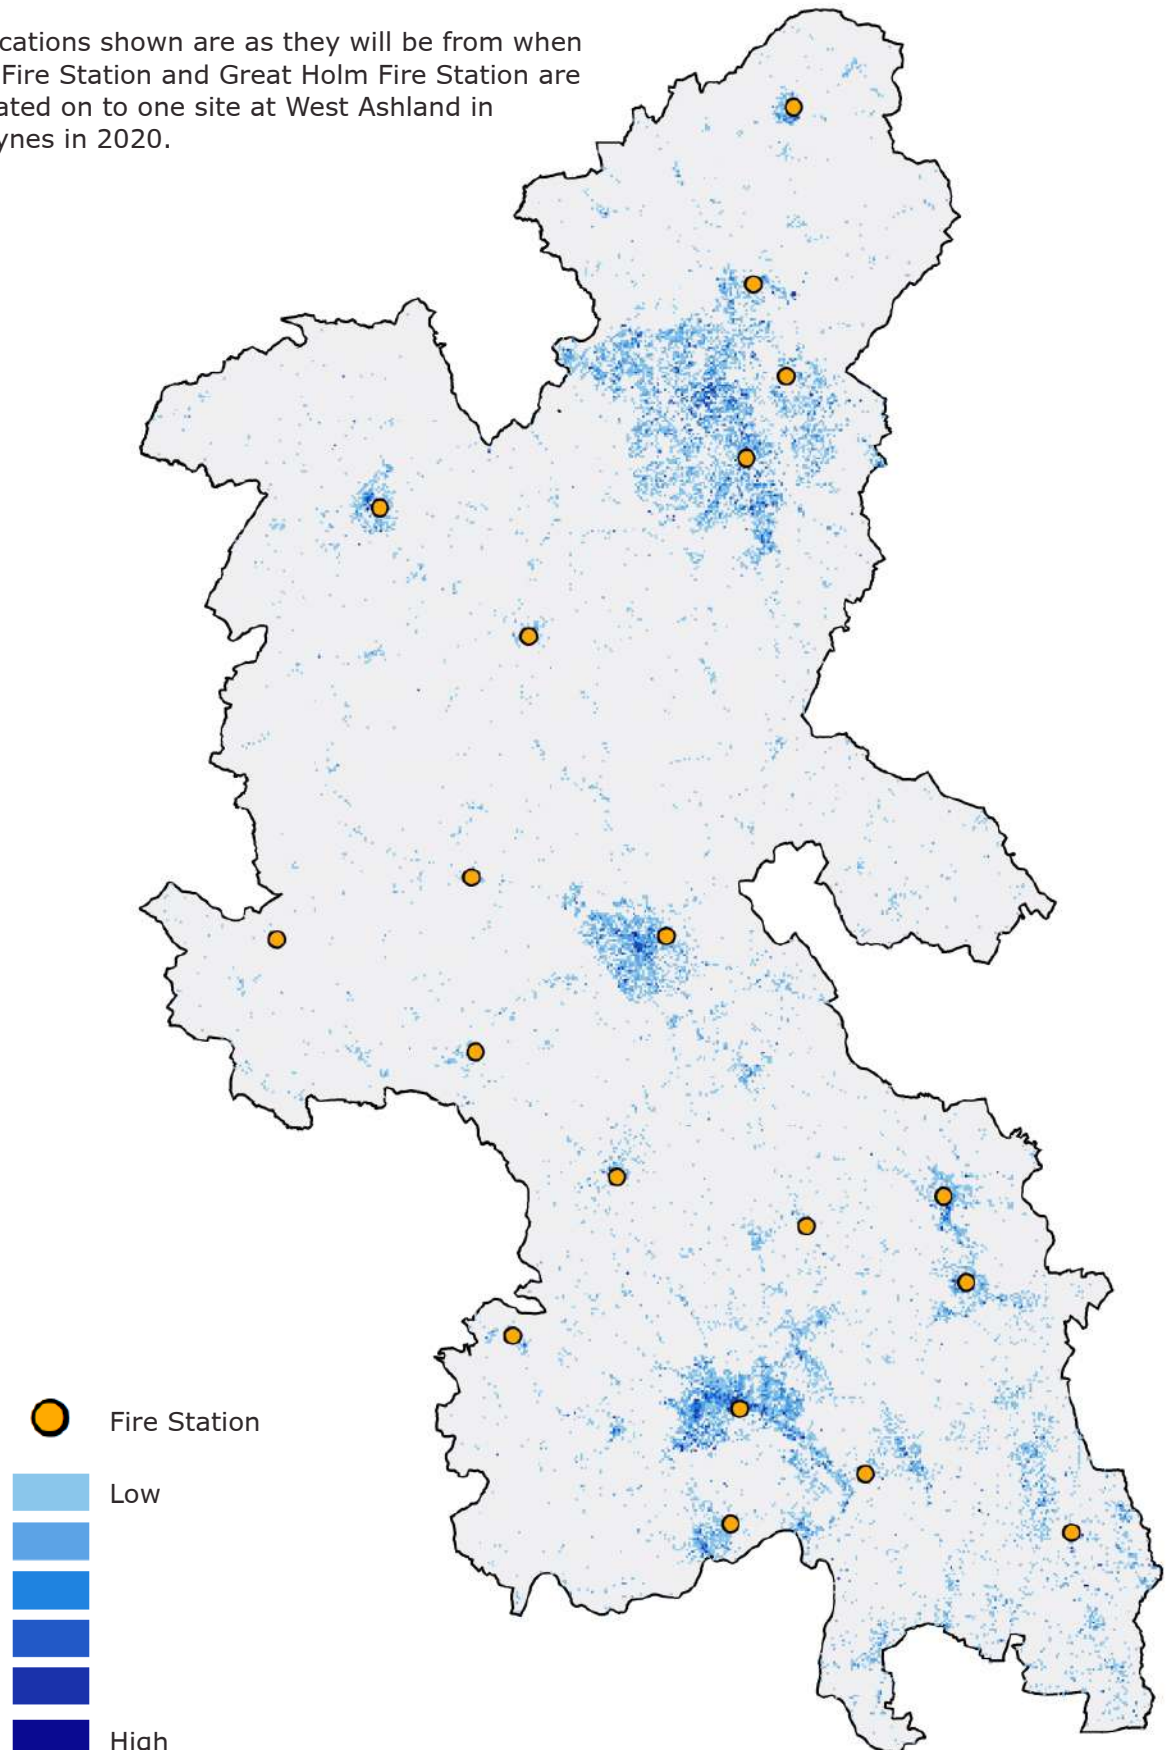 cations shown are as they will be from when
Fire Station and Great Holm Fire Station are
ated on to one site at West Ashland in
ynes in 2020.
Fire Station
Low
High